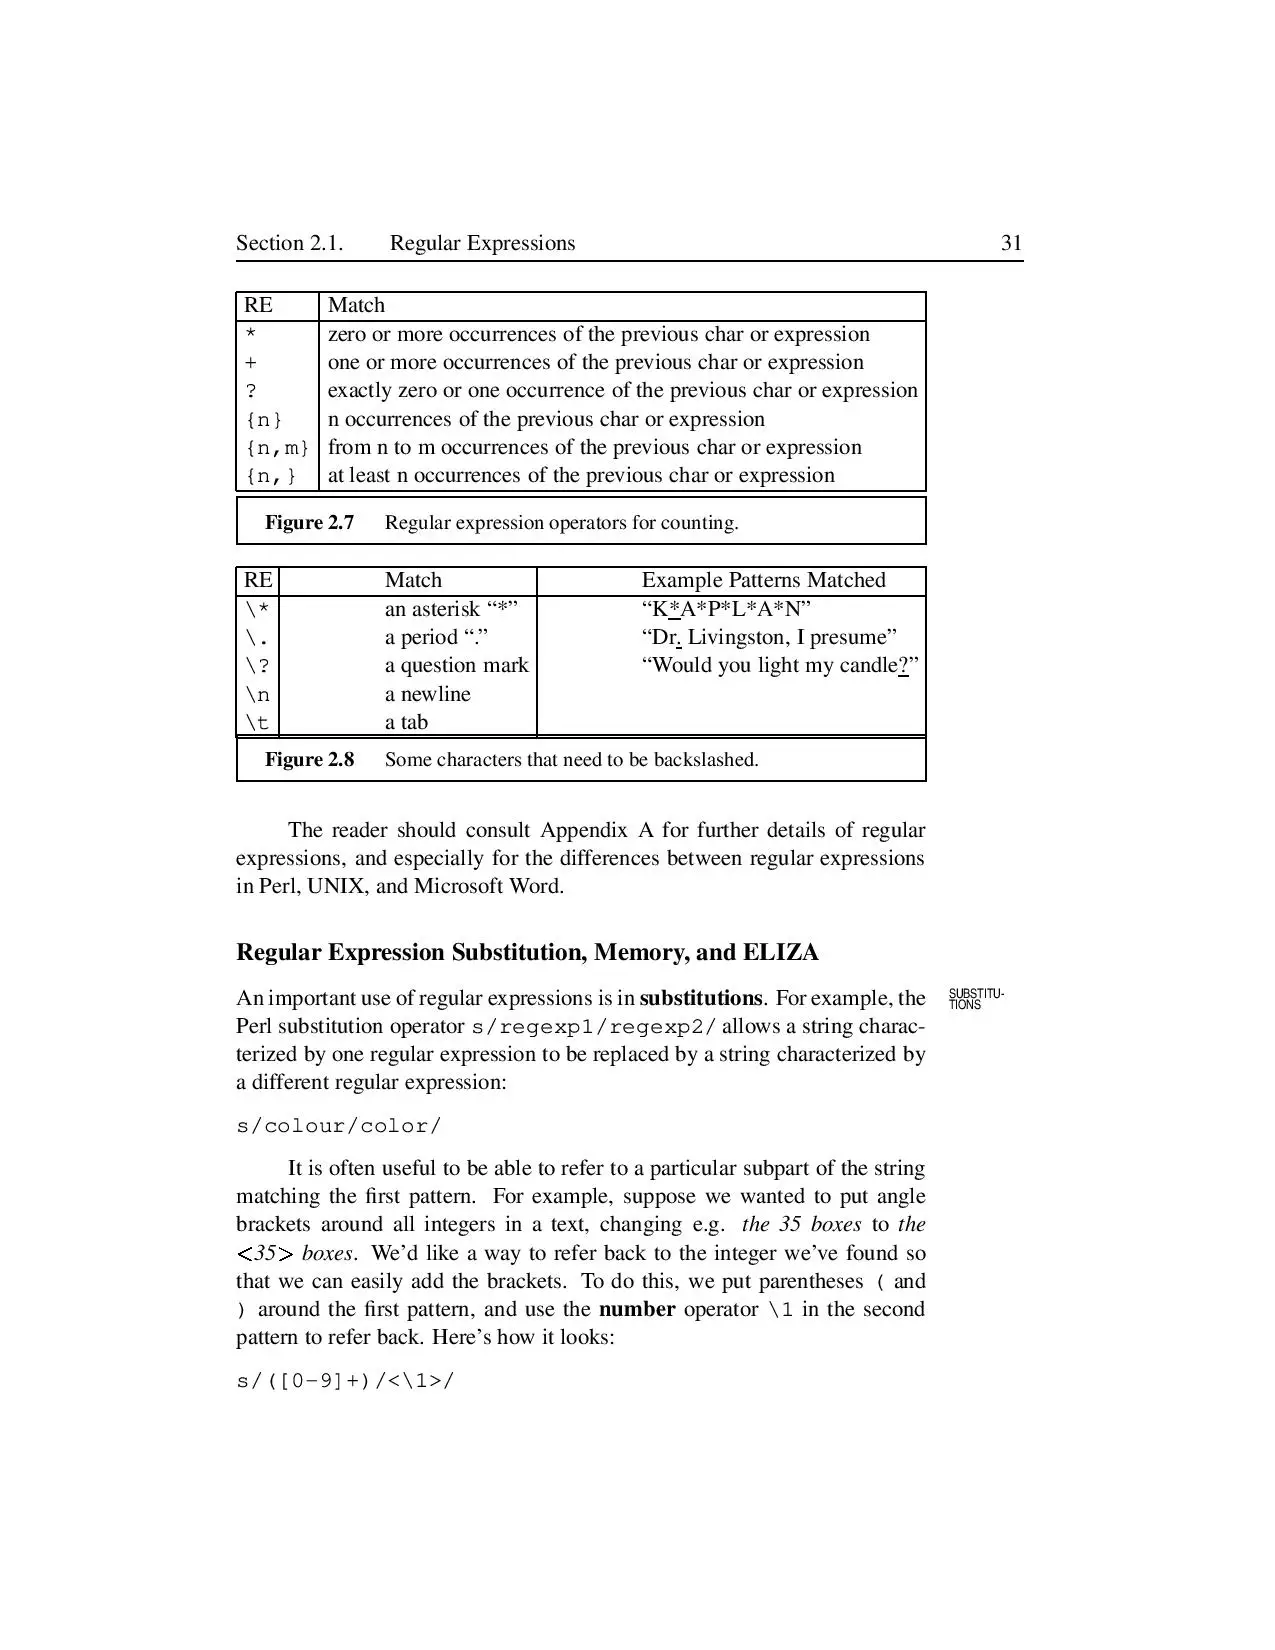 Section 2.1. Regular Expressions 31
RE Match
* zero or more occurrences of the previous char or expression
+ one or more occurrences of the previous char or expression
? exactly zero or one occurrence of the previous char or expression
{n} n occurrences of the previous char or expression
{n,m} from n to m occurrences of the previous char or expression
{n,} at least n occurrences of the previous char or expression
Figure 2.7 Regular expression operators for counting.
RE Match Example Patterns Matched
\* an asterisk “*” “K*A*P*L*A*N”
\. a period “.” “Dr. Livingston, I presume”
\? a question mark “Would you light my candle?”
\n a newline
\t a tab
Figure 2.8 Some characters that need to be backslashed.
The reader should consult Appendix A for further details of regular
expressions, and especially for the differences between regular expressions
in Perl, UNIX, and Microsoft Word.
Regular Expression Substitution, Memory, and ELIZA
An important use of regular expressions is in substitutions. For example, the
SUBSTITU-
TIONS
Perl substitution operator s/regexp1/regexp2/ allows a string charac-
terized by one regular expression to be replaced by a string characterized by
a different regular expression:
s/colour/color/
It is often useful to be able to refer to a particular subpart of the string
matching the first pattern. For example, suppose we wanted to put angle
brackets around all integers in a text, changing e.g. the 35 boxes to the
<35> boxes. We’d like a way to refer back to the integer we’ve found so
that we can easily add the brackets. To do this, we put parentheses ( and
) around the first pattern, and use the number operator \1 in the second
pattern to refer back. Here’s how it looks:
s/([0-9]+)/<\1>/